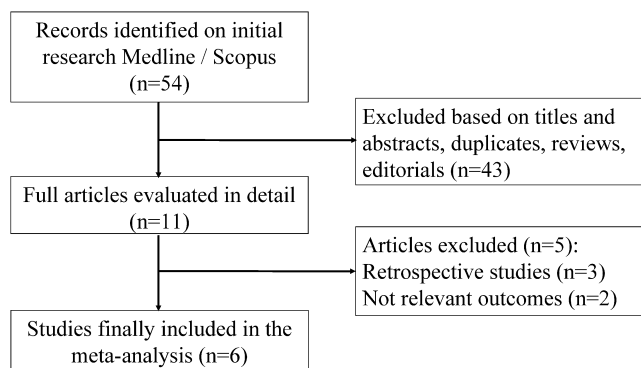 Records identified on initial
research Medline / Scopus
(n=54)
Excluded based on titles and
abstracts, duplicates, reviews,
editorials (n=43)
Full articles evaluated in detail
(n=11)
Articles excluded (n=5):
Retrospective studies (n=3)
Not relevant outcomes (n=2)
Studies finally included in the
meta-analysis (n=6)